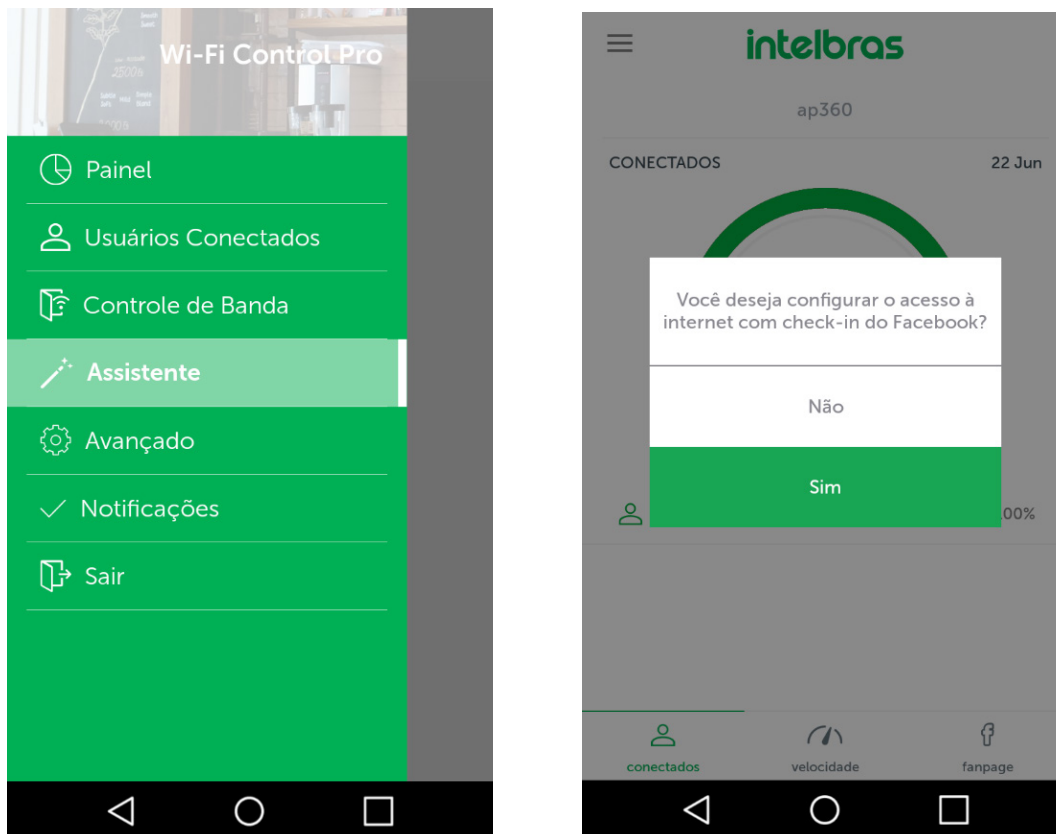 Wi-Fi Control Pro
2500
Painel
Usuários Conectados
Controle de Banda
Assistente
Avançado
Notificações
Sair
intelbras
ap360
CONECTADOS
22 Jun
Você deseja configurar o acesso à
internet com check-in do Facebook?
Não
Sim
00%
conectados
velocidade
fanpage